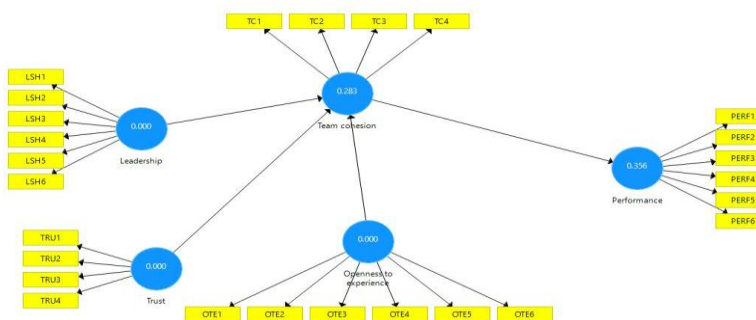 TC1 TC2 TC3 TC4
LSH1
LSH2
LSH3
LSH4
LSH5
LSH6
0.000
Leadership
0.283
Team cohesion
PERF1
PERF2
PERF3
PERF4
PERF5
PERF6
0.356
Performance
TRU1
TRU2
TRU3
TRU4
0.000
Trust
0.000
Openness to
experience
OTE1 OTE2 OTE3 OTE4 OTE5 OTE6